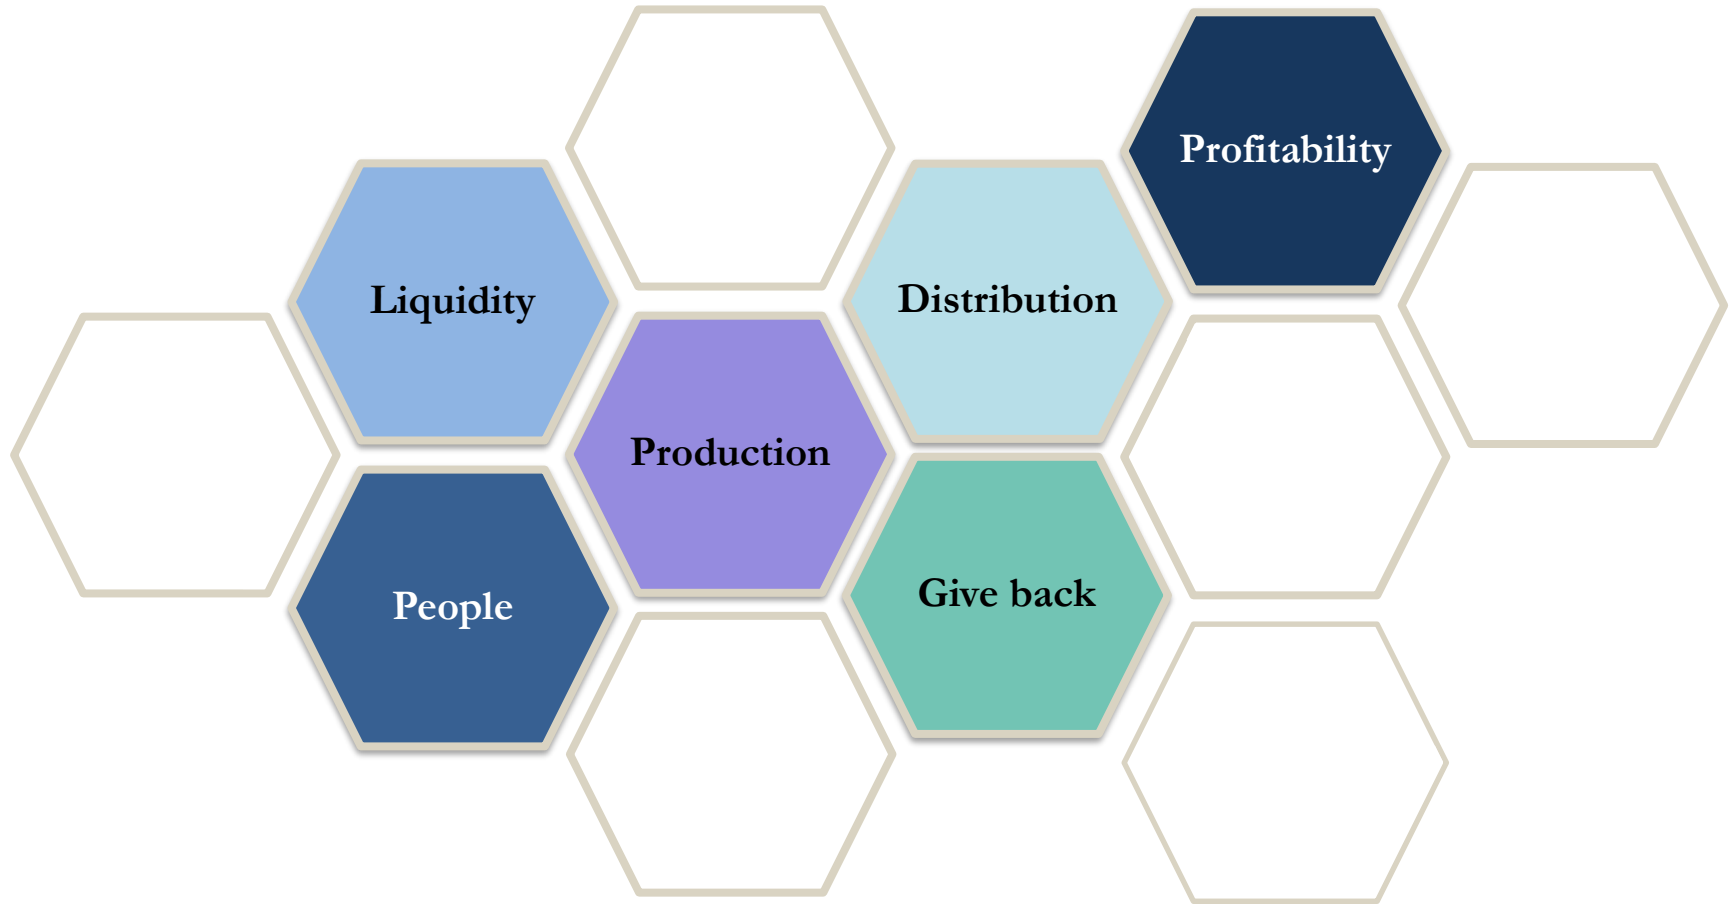 Profitability
Liquidity
Distribution
Production
People
Give back